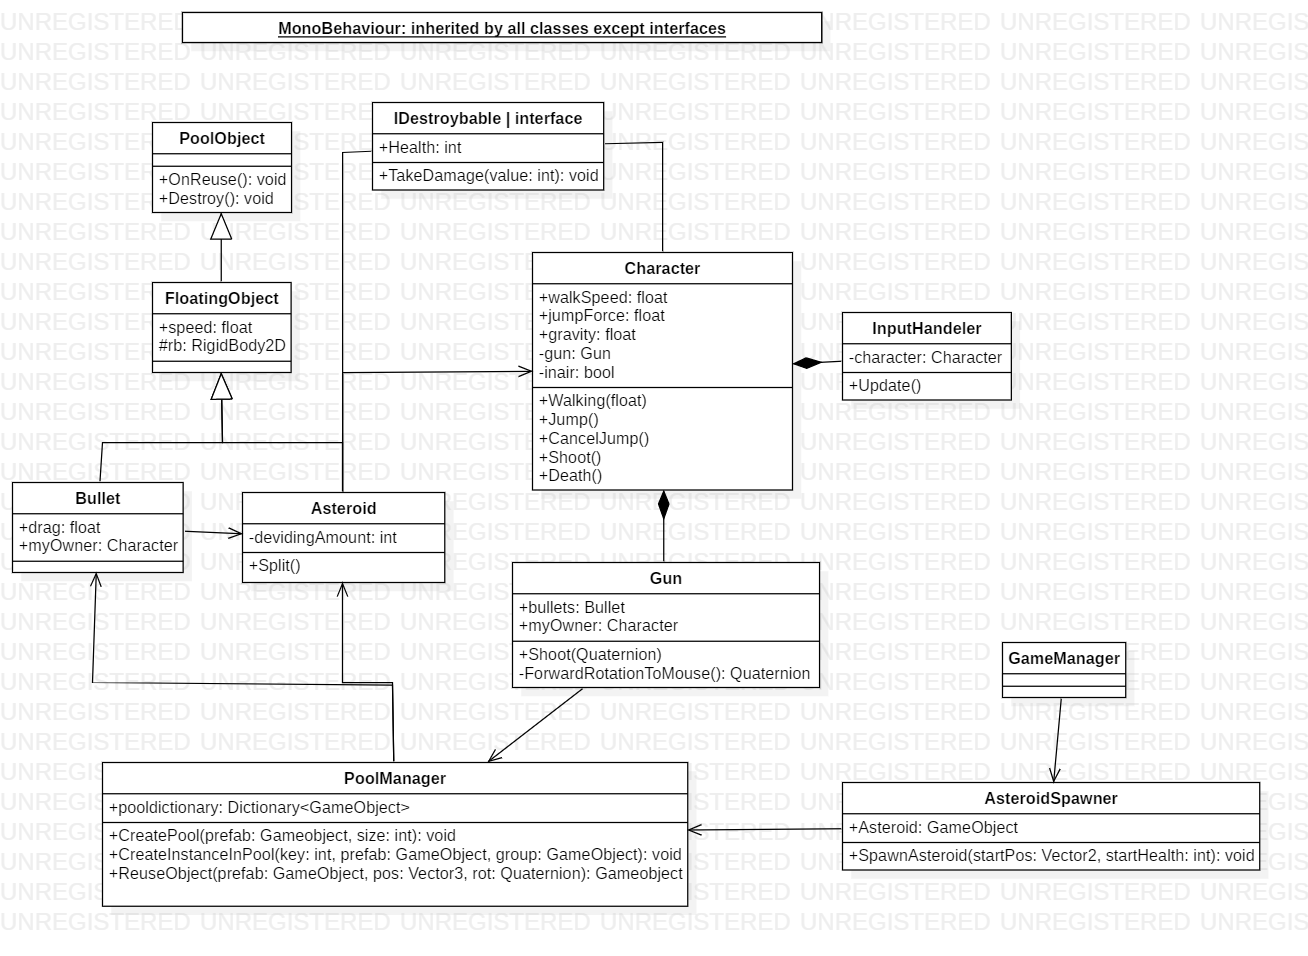 MonoBehaviour: inherited by all classes except interfaces
IDestroybable | interface
+Health: int
+TakeDamage(value: int): void
PoolObject
+OnReuse(): void
+Destroy(): void
FloatingObject
+speed: float
#rb: RigidBody2D
Character
+walkSpeed: float
+jumpForce: float
+gravity: float
-gun: Gun
-inair: bool
+Walking(float)
+Jump()
+CancelJump()
+Shoot()
+Death()
InputHandeler
-character: Character
+Update()
Bullet
+drag: float
+myOwner: Character
Asteroid
-devidingAmount: int
+Split()
Gun
+bullets: Bullet
+myOwner: Character
+Shoot(Quaternion)
-ForwardRotationToMouse(): Quaternion
GameManager
PoolManager
+pooldictionary: Dictionary<GameObject>
+CreatePool(prefab: Gameobject, size: int): void
+CreateInstanceInPool(key: int, prefab: GameObject, group: GameObject): void
+ReuseObject(prefab: GameObject, pos: Vector3, rot: Quaternion): Gameobject
AsteroidSpawner
+Asteroid: GameObject
+SpawnAsteroid(startPos: Vector2, startHealth: int): void
UNREGISTERED